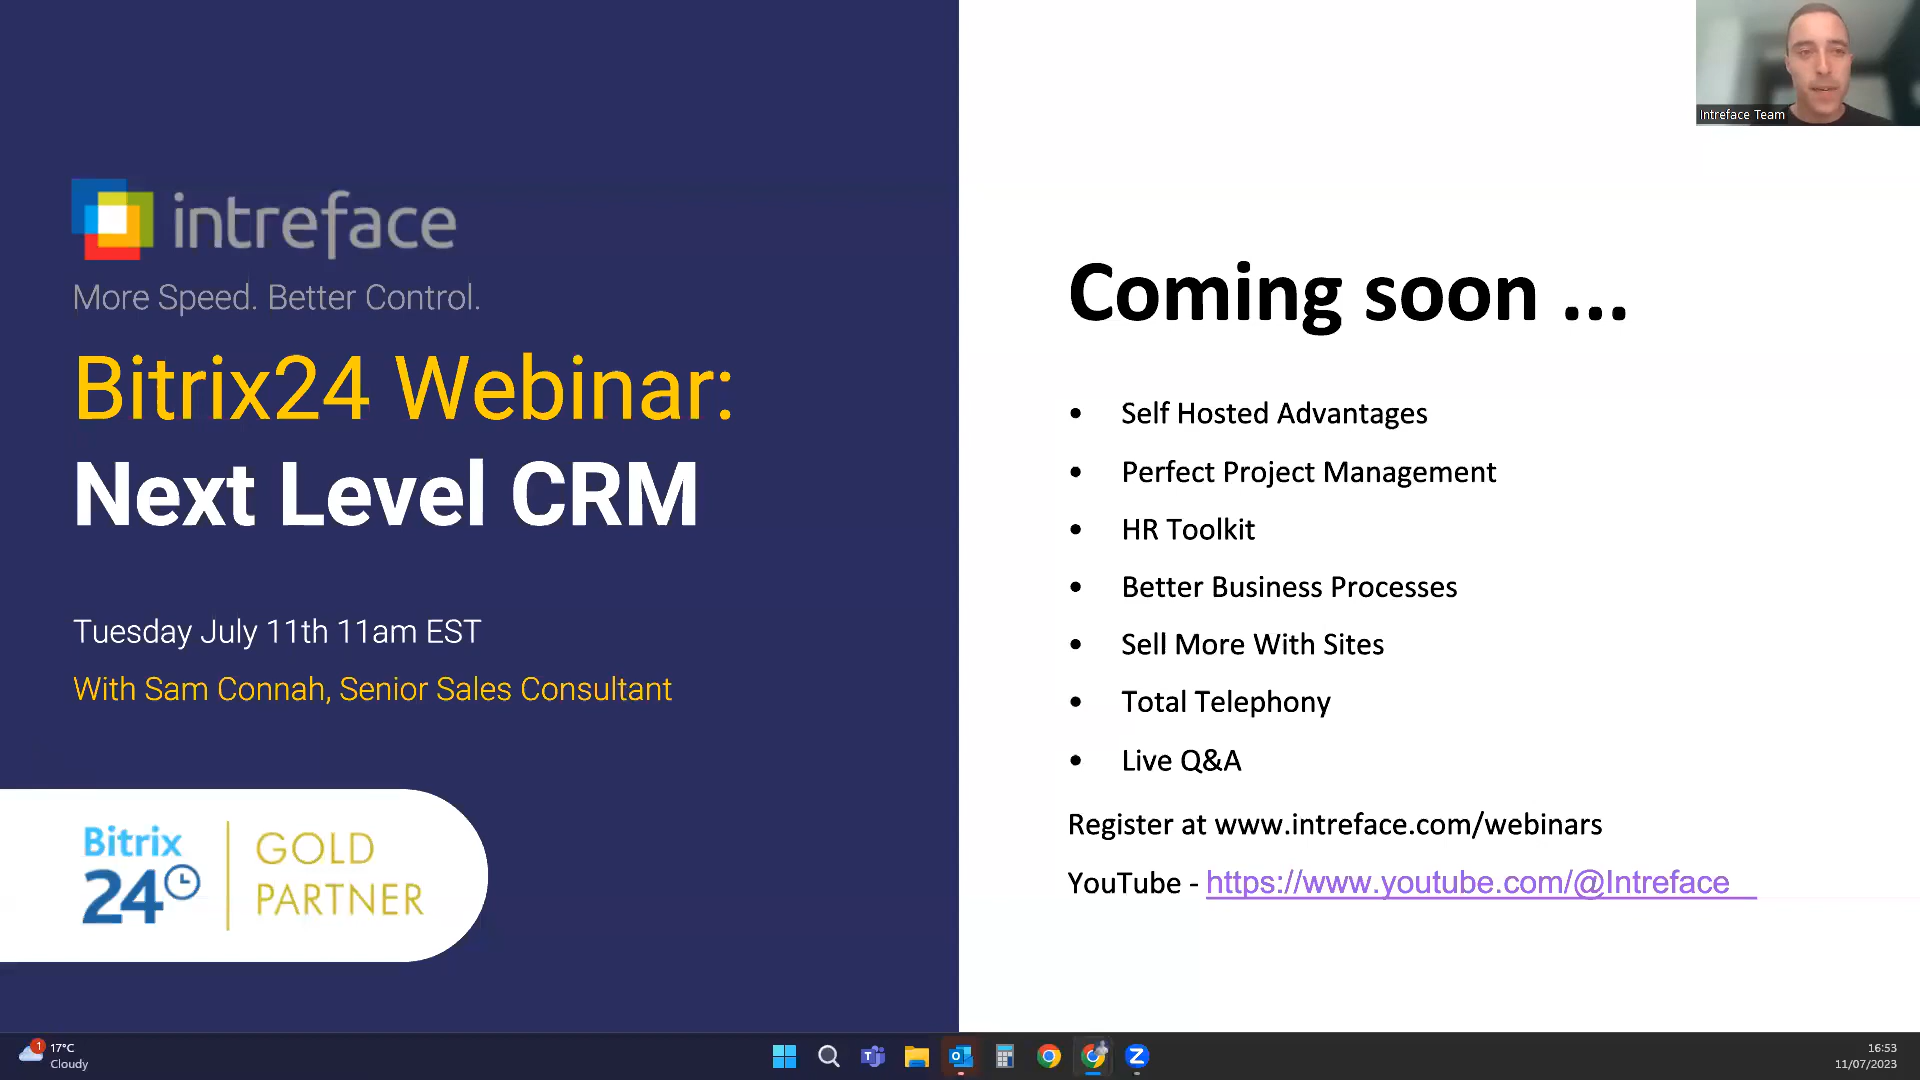 Intreface Team
intreface
More Speed. Better Control.
Bitrix24 Webinar:
Next Level CRM
Tuesday July 11th 11am EST
With Sam Connah, Senior Sales Consultant
Bitrix
24
GOLD
PARTNER
Coming soon ...
• Self Hosted Advantages
• Perfect Project Management
• HR Toolkit
• Better Business Processes
• Sell More With Sites
• Total Telephony
• Live Q&A
Register at www.intreface.com/webinars
YouTube - https://www.youtube.com/@Intreface
1
17°C
Cloudy
16:53
11/07/2023